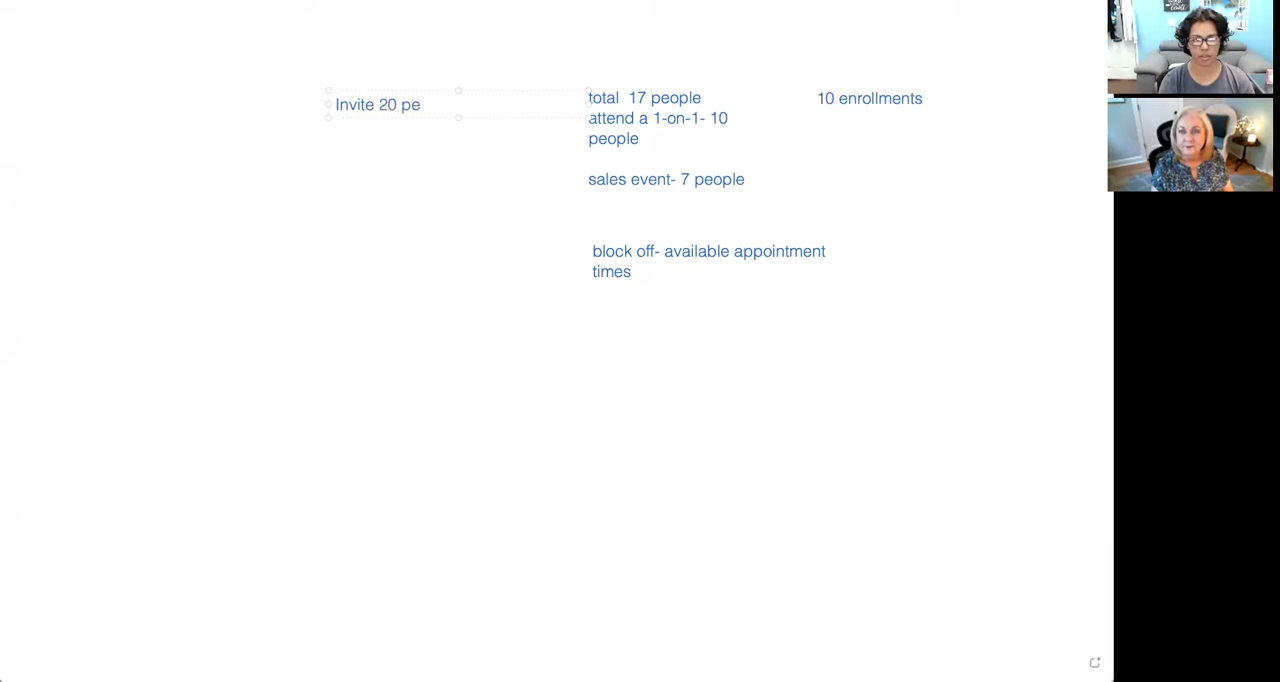 Invite 20 pe
total  17 people
attend a 1-on-1- 10
people
sales event- 7 people
10 enrollments
block off- available appointment
times